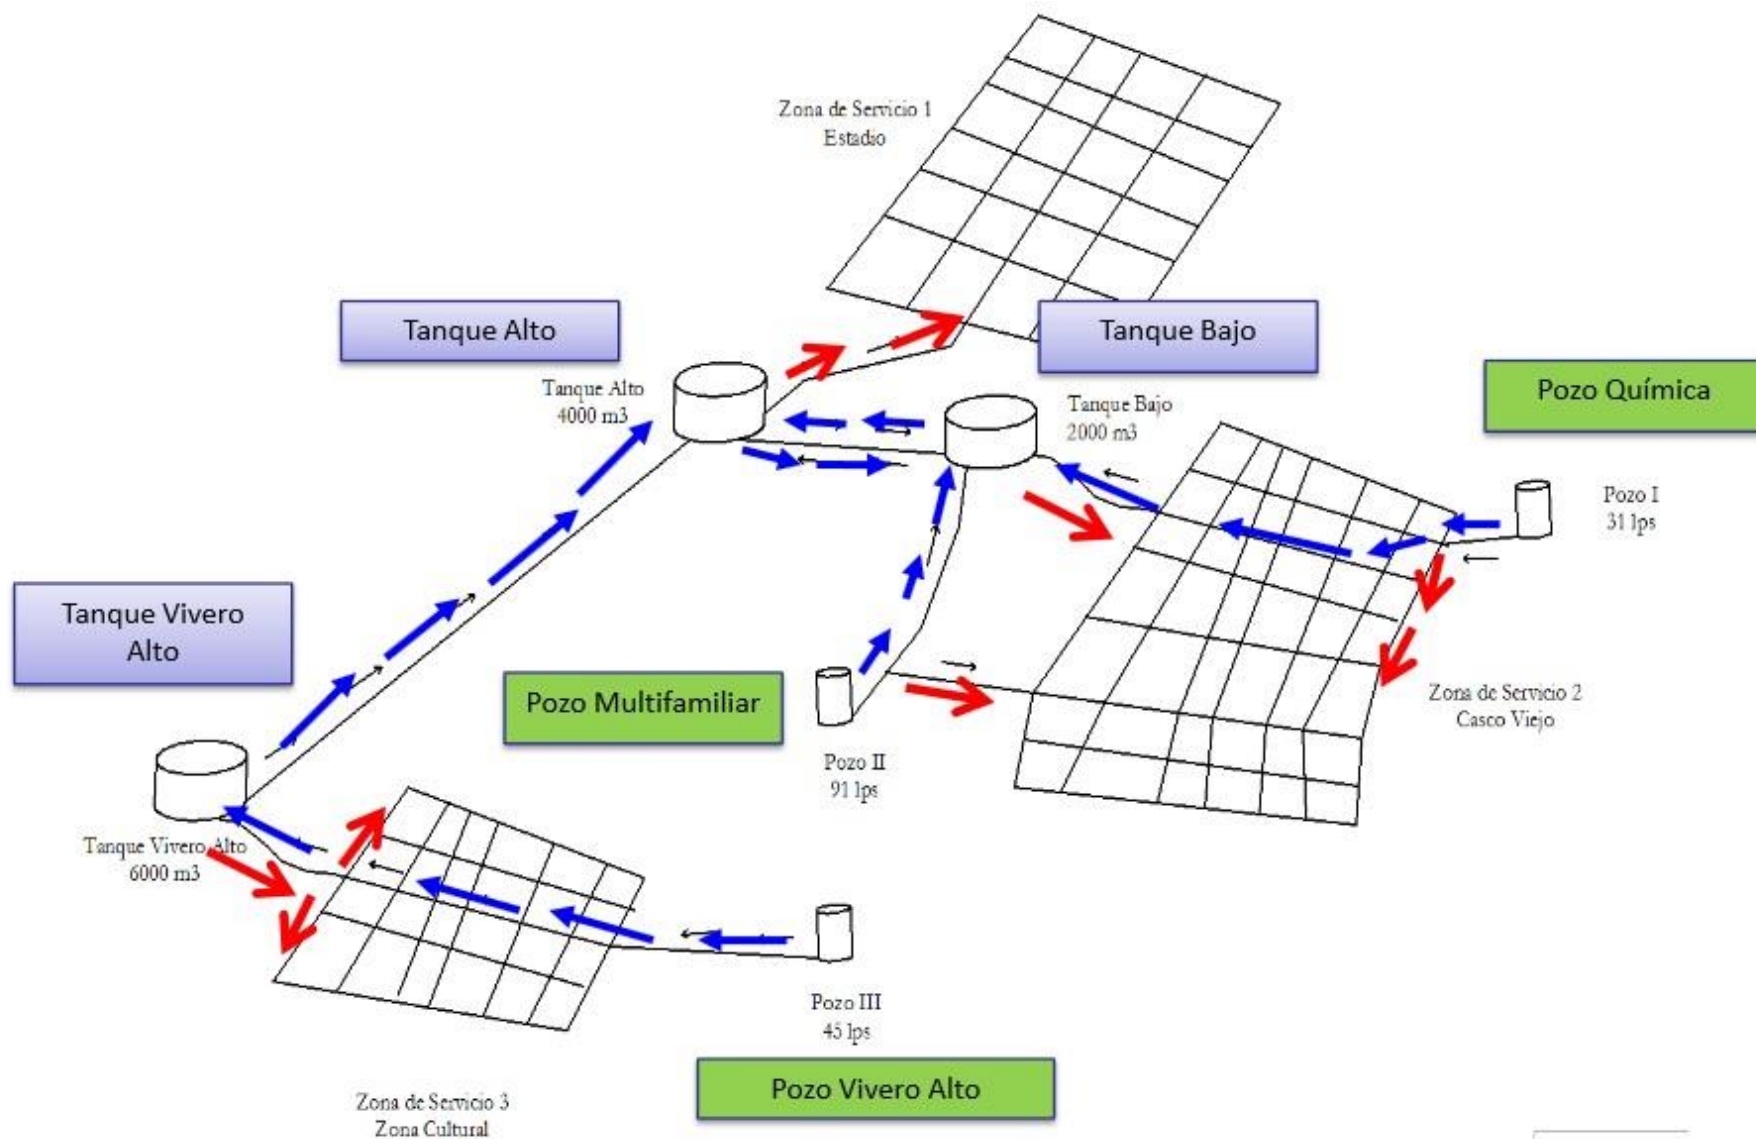 Zona de Servicio 1
Estadio
Tanque Alto
Tanque Bajo
Pozo Química
Tanque Alto
4000 m3
Tanque Bajo
2000 m3
Pozo I
31 lps
Tanque Vivero
Alto
Pozo Multifamiliar
Zona de Servicio 2
Casco Viejo
Pozo II
91 lps
Tanque Vivero Alto
6000 m3
Pozo III
45 lps
Pozo Vivero Alto
Zona de Servicio 3
Zona Cultural